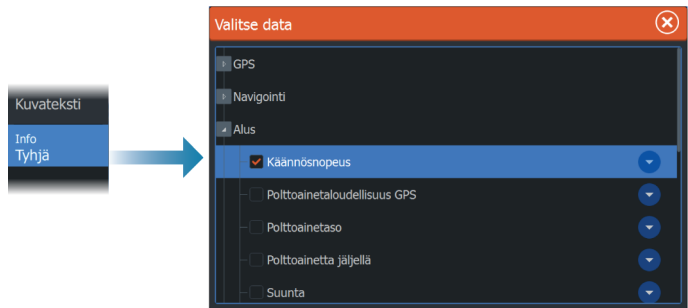 Kuvateksti
Info
Tyhjä
Valitse data
GPS
Navigointi
Alus
Käännösnopeus
Polttoainetaloudellisuus GPS
Polttoainetaso
Polttoainetta jäljellä
Suunta